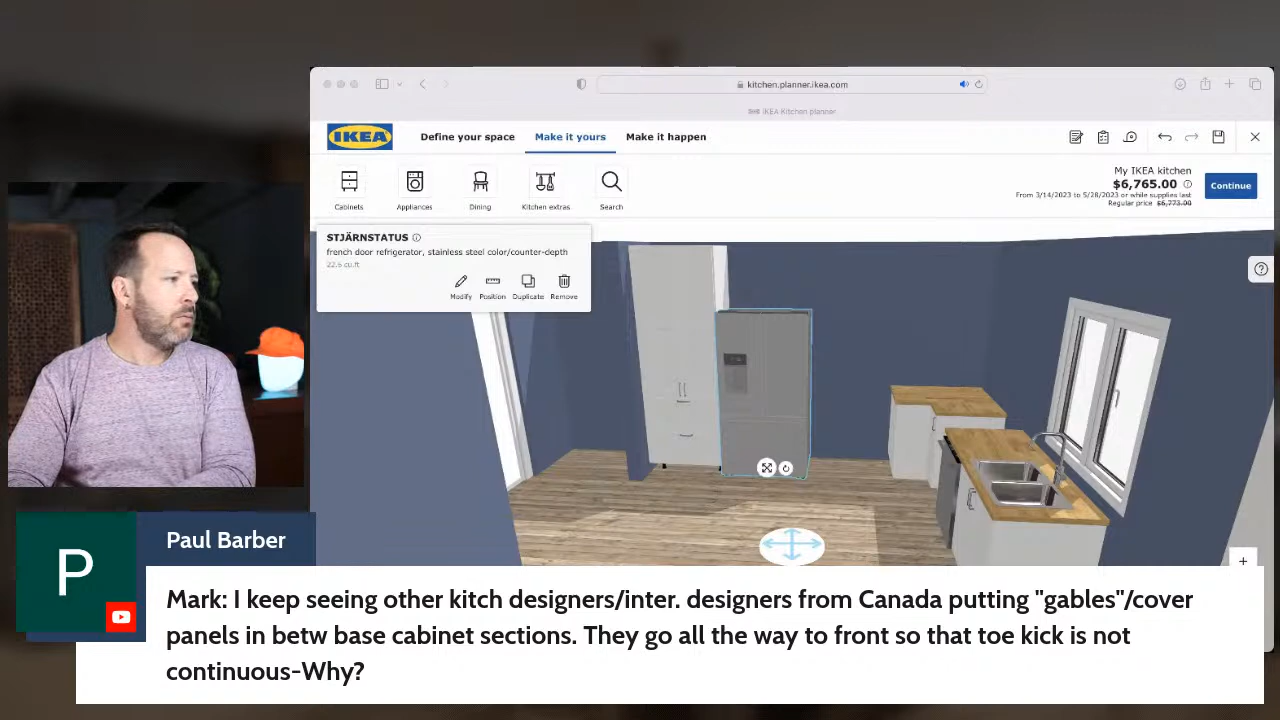 kitchen.planner.ikea.com
IKEA Kitchen planner
IKEA
Define your space
Make it yours
Make it happen
Cabinets
Appliances
Dining
Kitchen extras
Search
My IKEA kitchen
$6,765.00
From 3/14/2023 to 5/28/2023 or while supplies last
Regular price $6,773.00
Continue
STJÄRNSTATUS
french door refrigerator, stainless steel color/counter-depth
22.5 cu.ft
Modify
Position
Duplicate
Remove
P
Paul Barber
Mark: I keep seeing other kitch designers/inter. designers from Canada putting "gables"/cover
panels in betw base cabinet sections. They go all the way to front so that toe kick is not
continuous-Why?